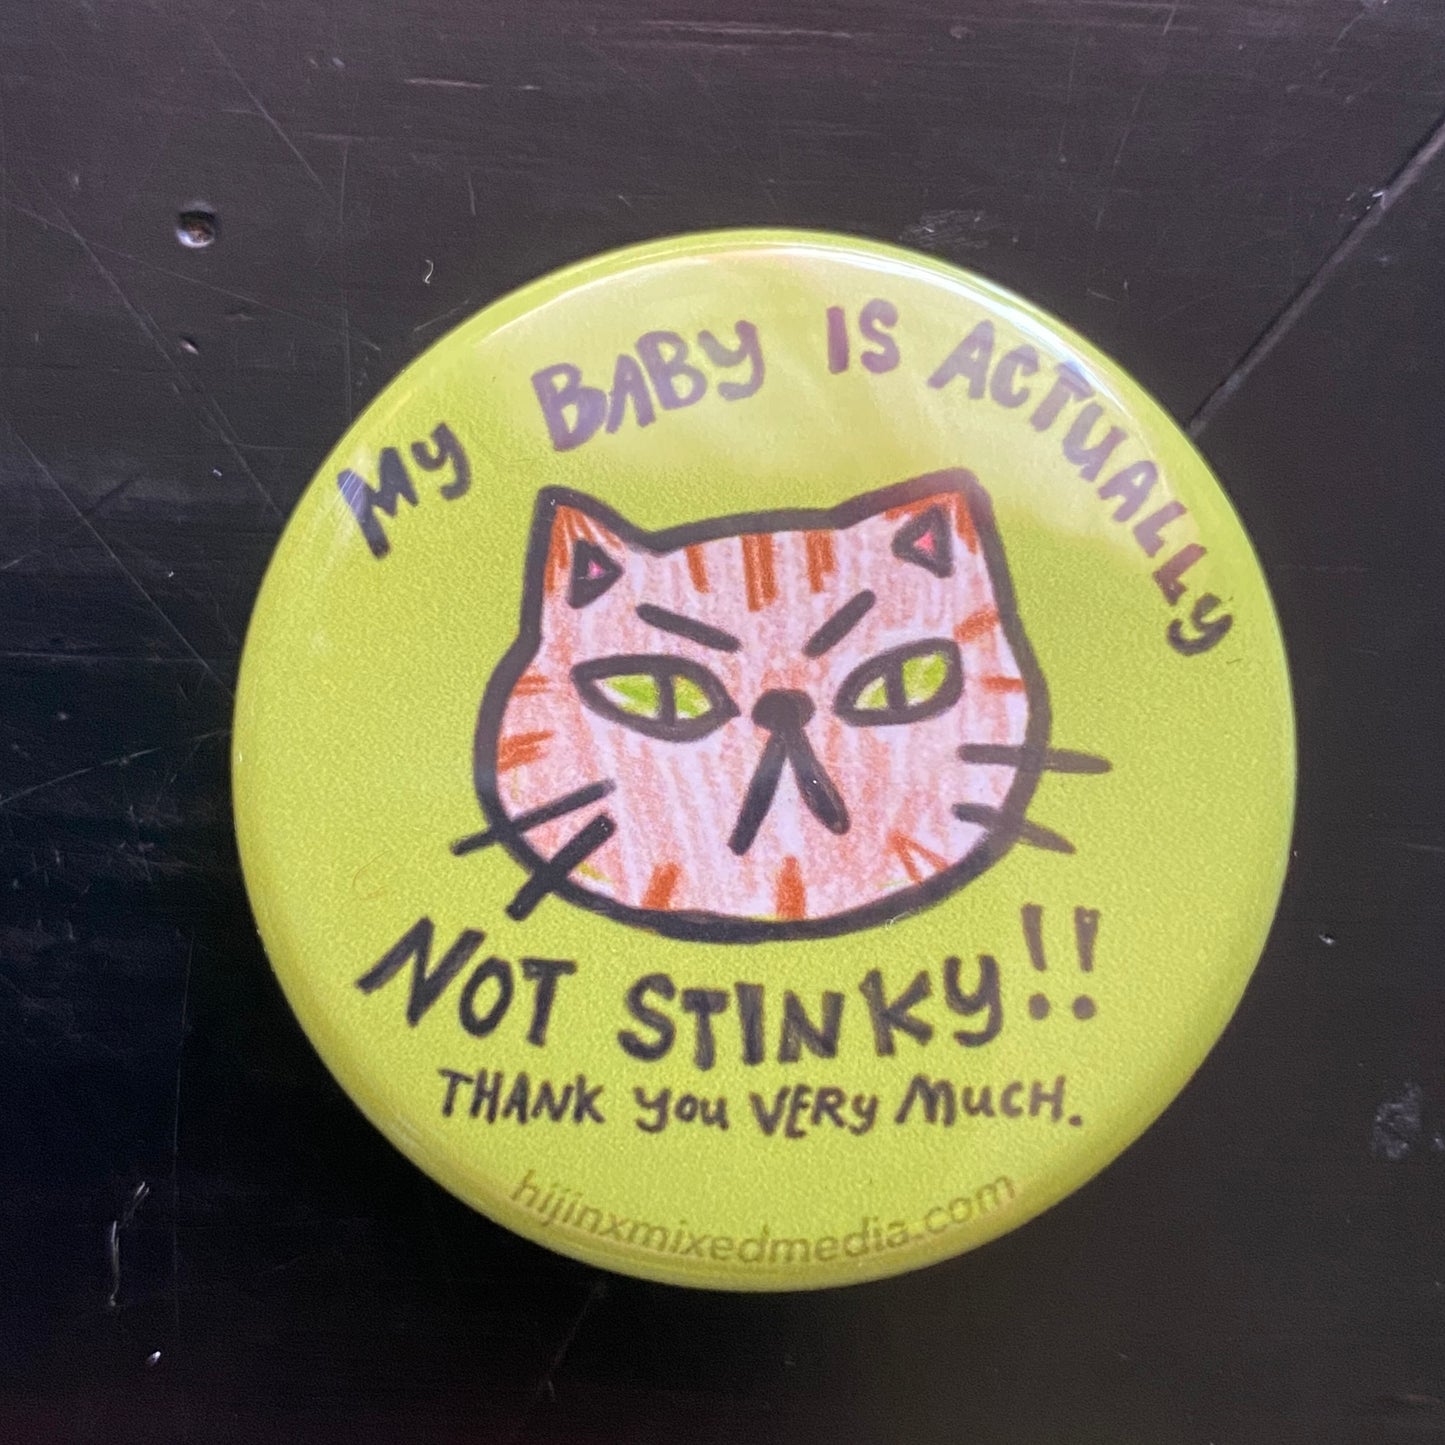 My BABY IS ACTUALLY
NOT STINKY!!
THANK you VERy MUCH.
hijinxmixedmedia.com